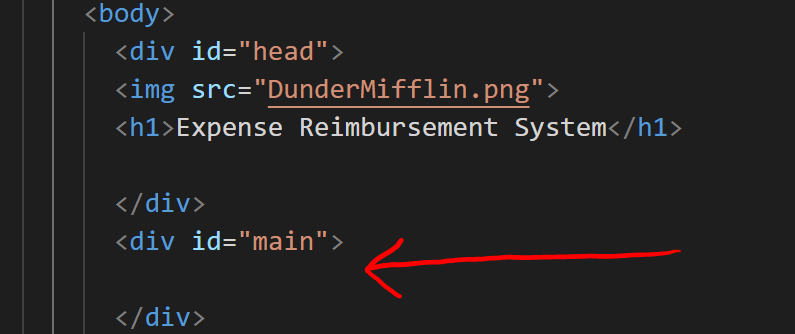 <body>
<div id="head">
<img src="DunderMifflin.png">
<h1>Expense Reimbursement System</h1>
</div>
<div id="main">
</div>